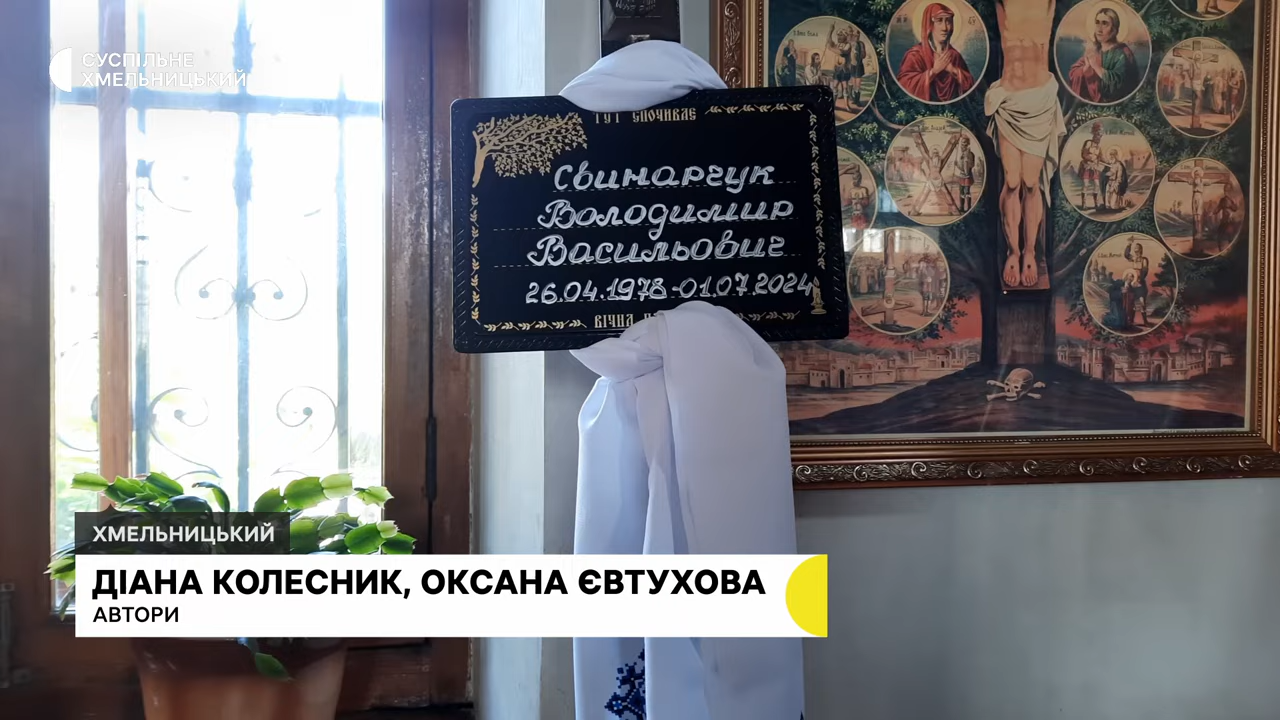 СУСПІЛЬНЕ
ХМЕЛЬНИЦЬКИЙ
ТУТ СПОЧИВАЄ
Свинарчук
Володимир
Васильович
26.04.1978-01.07.2024
ВІЧНА
ХМЕЛЬНИЦЬКИЙ
ДІАНА КОЛЕСНИК, ОКСАНА ЄВТУХОВА
АВТОРИ